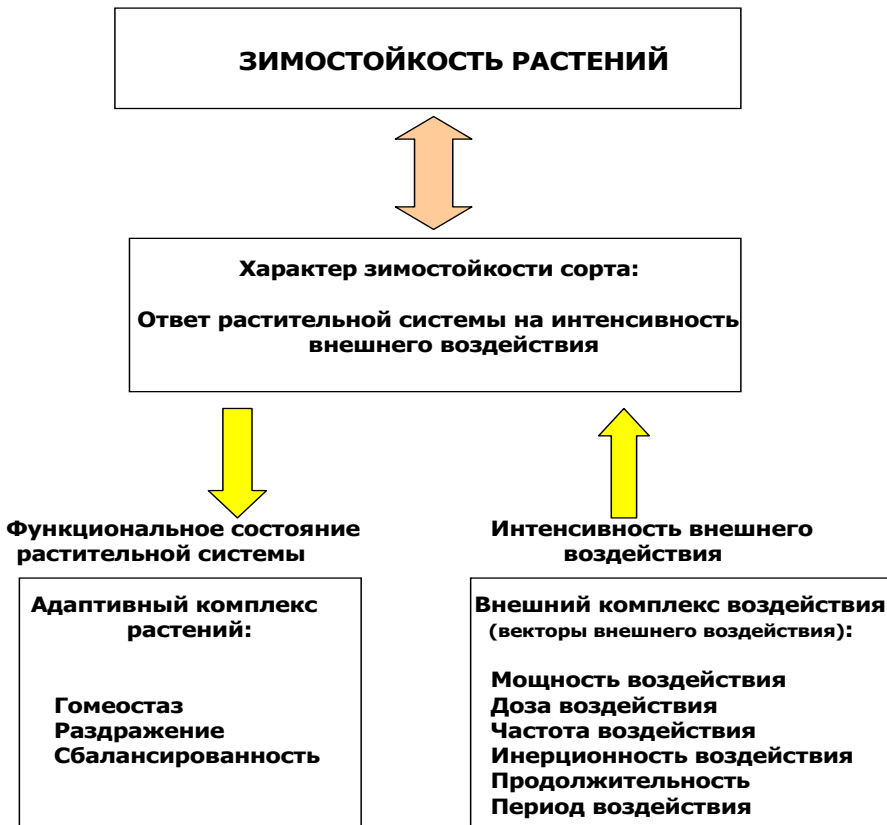 ЗИМОСТОЙКОСТЬ РАСТЕНИЙ
Характер зимостойкости сорта:
Ответ растительной системы на интенсивность
внешнего воздействия
Функциональное состояние
растительной системы
Адаптивный комплекс
растений:
Гомеостаз
Раздражение
Сбалансированность
Интенсивность внешнего
воздействия
Внешний комплекс воздействия
(векторы внешнего воздействия):
Мощность воздействия
Доза воздействия
Частота воздействия
Инерционность воздействия
Продолжительность
Период воздействия